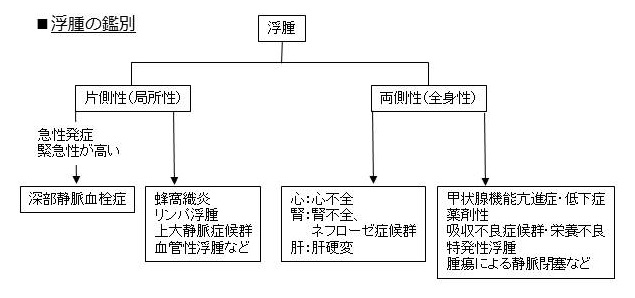 ■浮腫の鑑別
浮腫
片側性(局所性)
両側性(全身性)
急性発症
緊急性が高い
深部静脈血栓症
蜂窩織炎
リンパ浮腫
上大静脈症候群
血管性浮腫など
心:心不全
腎:腎不全、
ネフローゼ症候群
肝:肝硬変
甲状腺機能亢進症・低下症
薬剤性
吸収不良症候群・栄養不良
特発性浮腫
腫瘍による静脈閉塞など